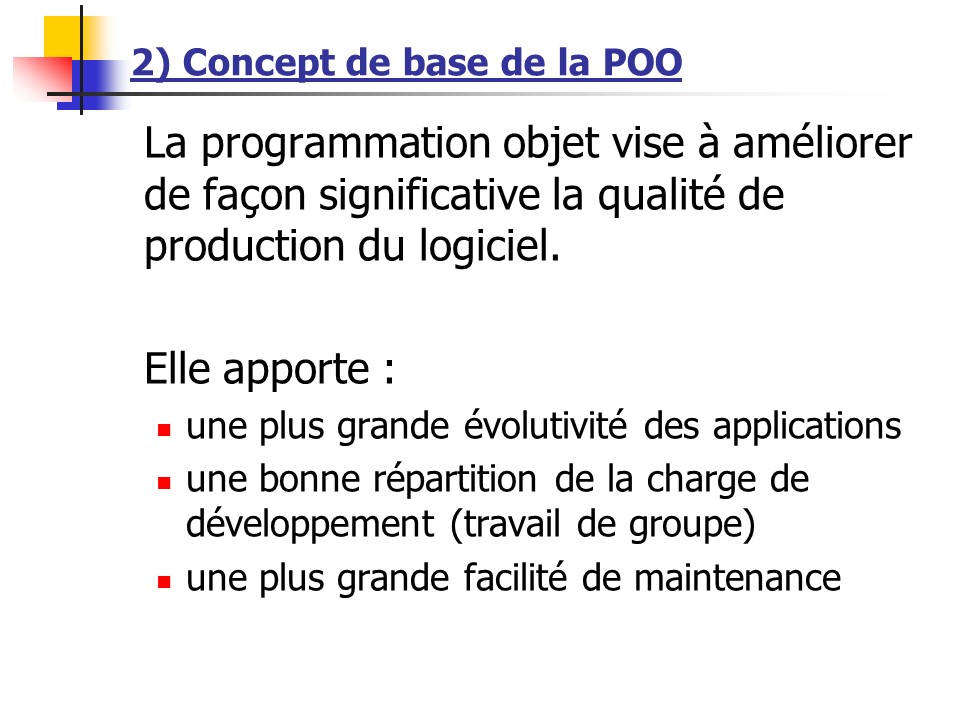 2) Concept de base de la POO
La programmation objet vise à améliorer
de façon significative la qualité de
production du logiciel.
Elle apporte :
une plus grande évolutivité des applications
une bonne répartition de la charge de
développement (travail de groupe)
une plus grande facilité de maintenance